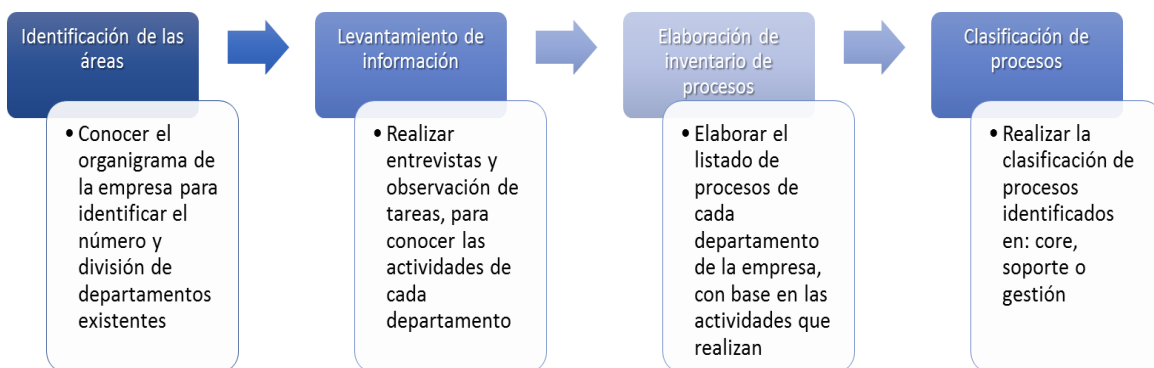 Identificación de las
áreas
• Conocer el
organigrama de
la empresa para
identificar el
número y
división de
departamentos
existentes
Levantamiento de
información
• Realizar
entrevistas y
observación de
tareas, para
conocer las
actividades de
cada
departamento
Elaboración de
inventario de
procesos
• Elaborar el
listado de
procesos de
cada
departamento
de la empresa,
con base en las
actividades que
realizan
Clasificación de
procesos
• Realizar la
clasificación de
procesos
identificados
en: core,
soporte o
gestión